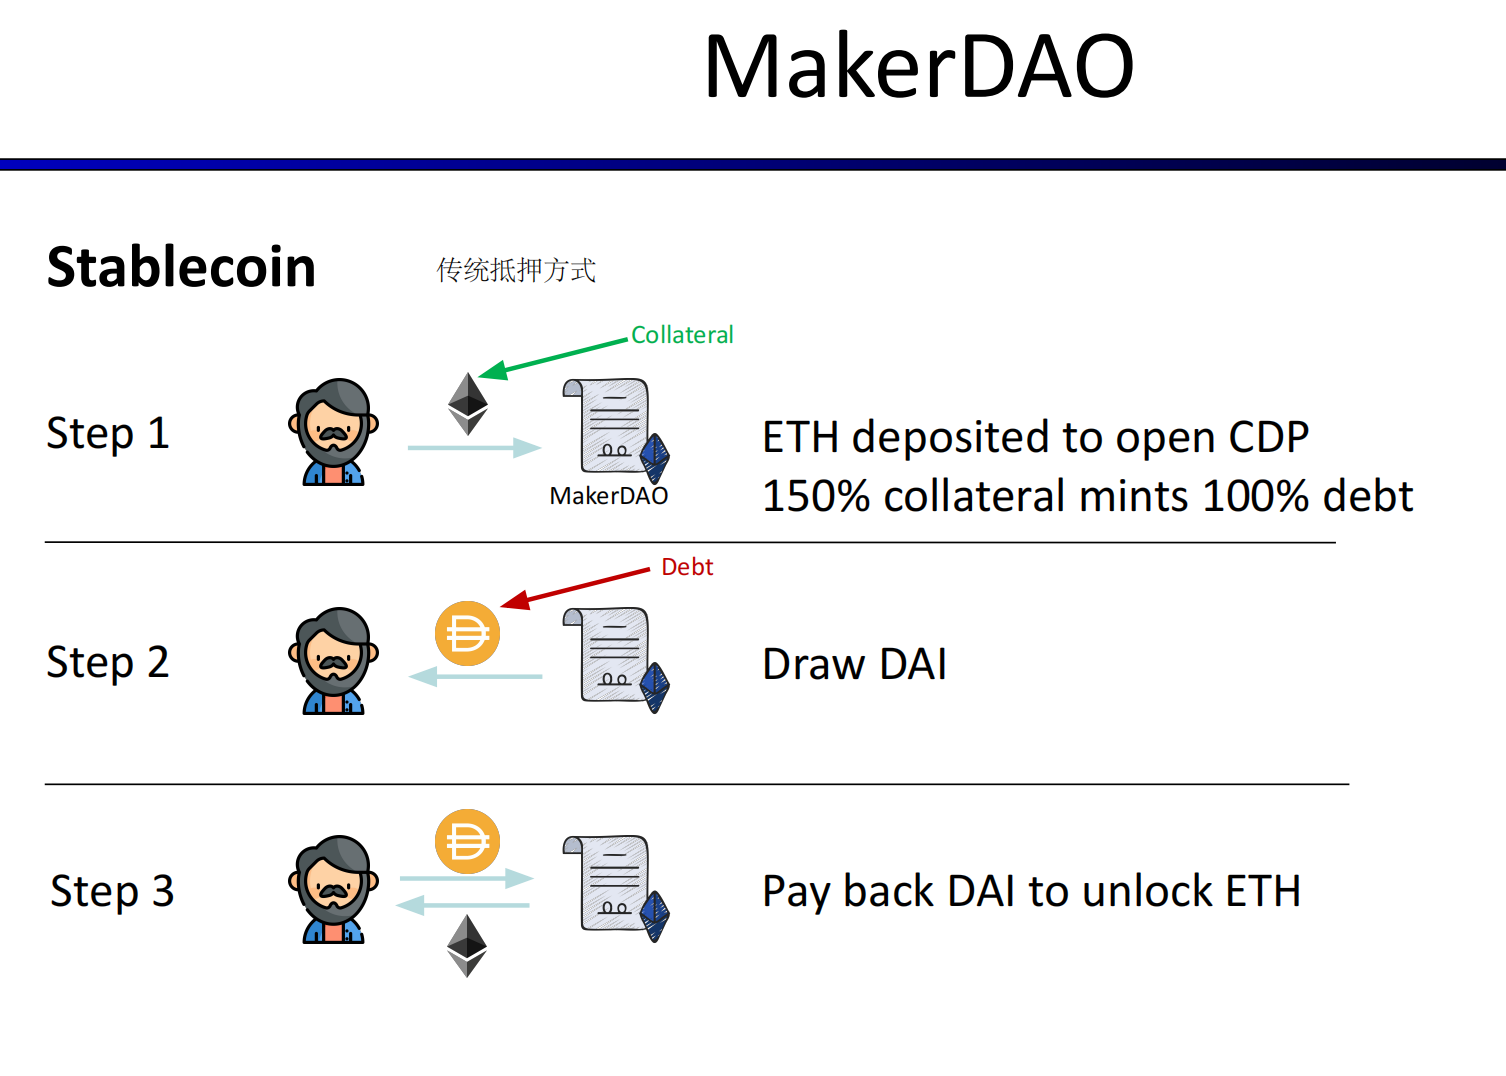 MakerDAO
Stablecoin
传统抵押方式
Collateral
Step 1
MakerDAO
ETH deposited to open CDP
150% collateral mints 100% debt
Debt
Step 2
Draw DAI
Step 3
Pay back DAI to unlock ETH